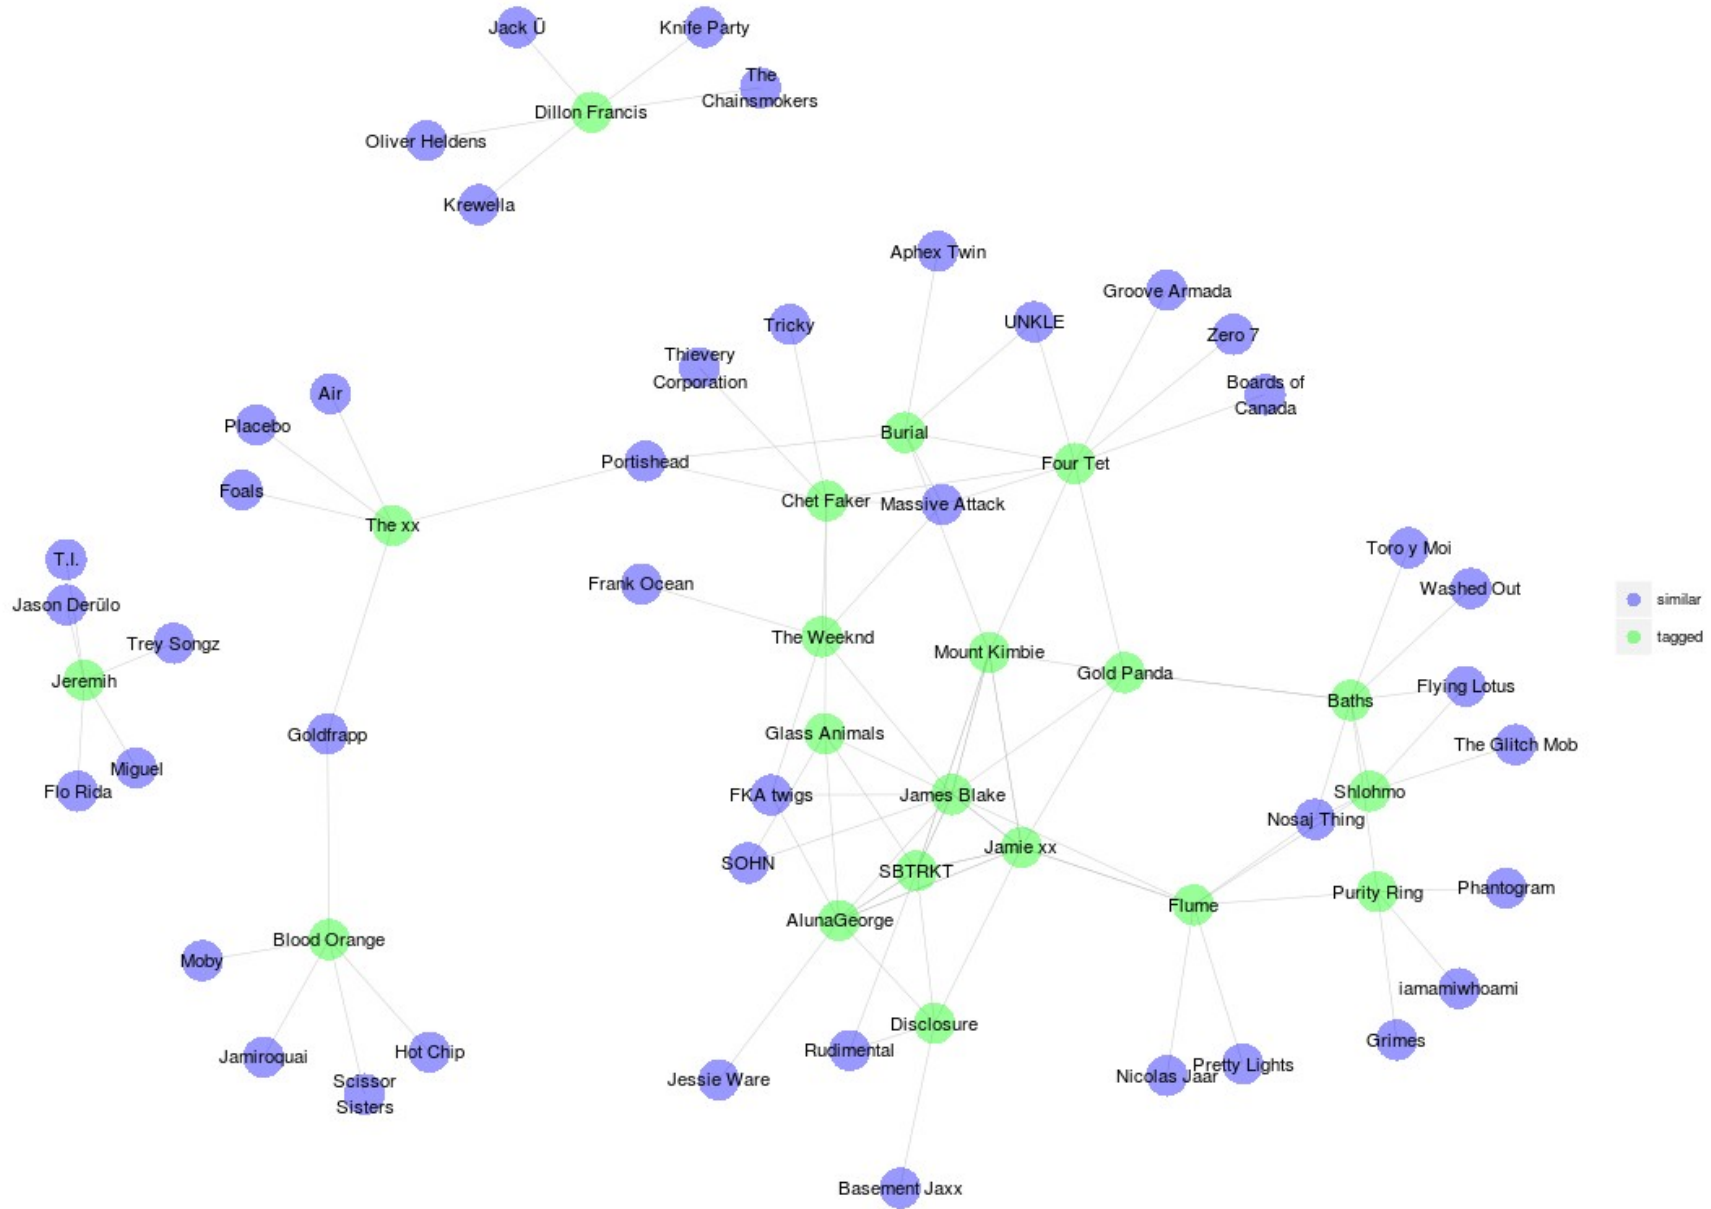 Jack Ü
Knife Party
The
Chainsmokers
Dillon Francis
Oliver Heldens
Krewella
Aphex Twin
Groove Armada
Tricky
UNKLE
Zero 7
Thievery
Corporation
Boards of
Canada
Air
Placebo
Burial
Portishead
Four Tet
Foals
Chet Faker
Massive Attack
The xx
T.I.
Toro y Moi
Frank Ocean
Washed Out
similar
Jason Derülo
tagged
Trey Songz
The Weeknd
Mount Kimbie
Gold Panda
Jeremih
Flying Lotus
Baths
Goldfrapp
Glass Animals
The Glitch Mob
Miguel
Flo Rida
FKA twigs
James Blake
Shlohmo
Nosaj Thing
Jamie xx
SOHN
SBTRKT
Phantogram
Purity Ring
Flume
AlunaGeorge
Blood Orange
Moby
iamamiwhoami
Disclosure
Grimes
Hot Chip
Jamiroquai
Rudimental
Pretty Lights
Nicolas Jaar
Jessie Ware
Scissor
Sisters
Basement Jaxx